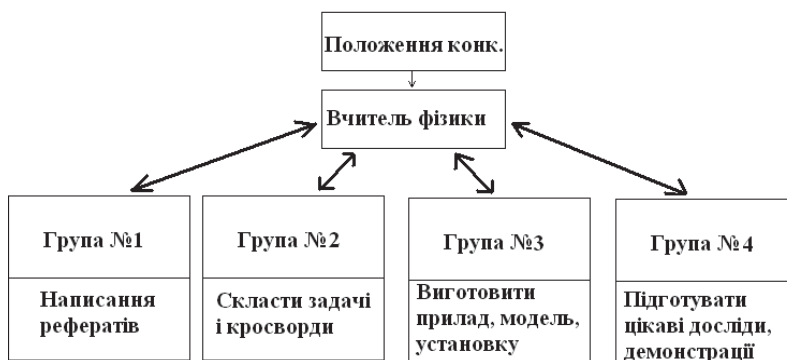 Положення конк.
Вчитель фізики
Група №1
Написання
рефератів
Група №2
Скласти задачі
і кросворди
Група №3
Виготовити
прилад, модель,
установку
Група №4
Підготувати
цікаві досліди,
демонстрації